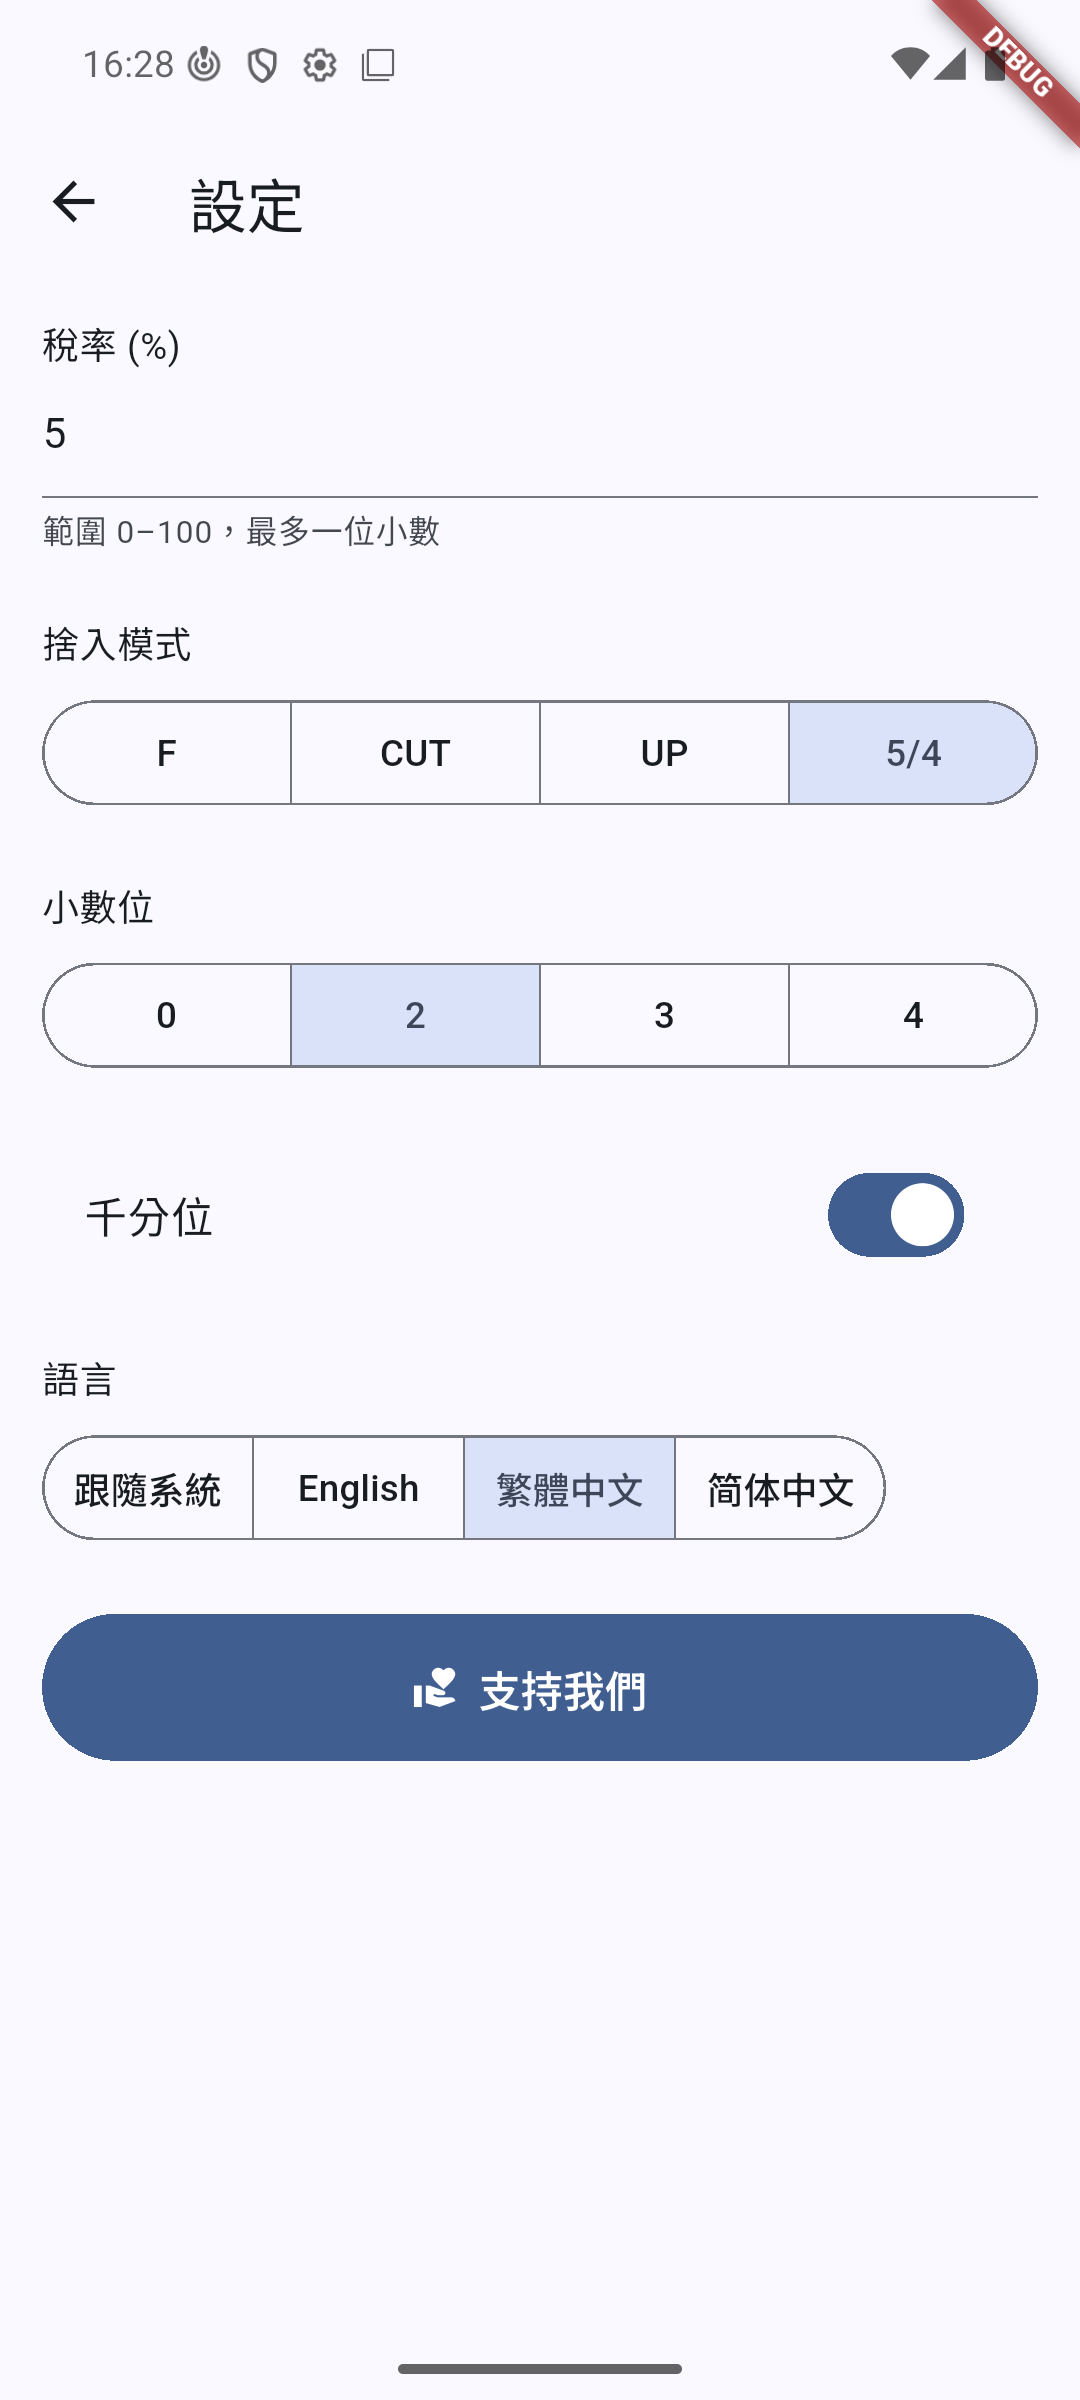 16:28
DEBUG
設定
稅率 (%)
5
範圍 0–100，最多一位小數
捨入模式
F CUT UP 5/4
小數位
0 2 3 4
千分位
語言
跟隨系統 English 繁體中文 简体中文
支持我們